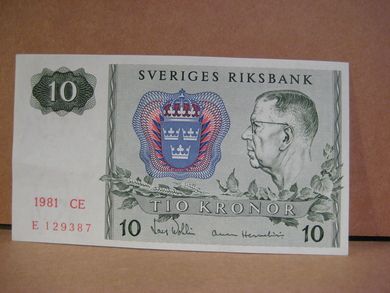 10
SVERIGES RIKSBANK
TIO KRONOR
1981 CE
E 129387
10
10